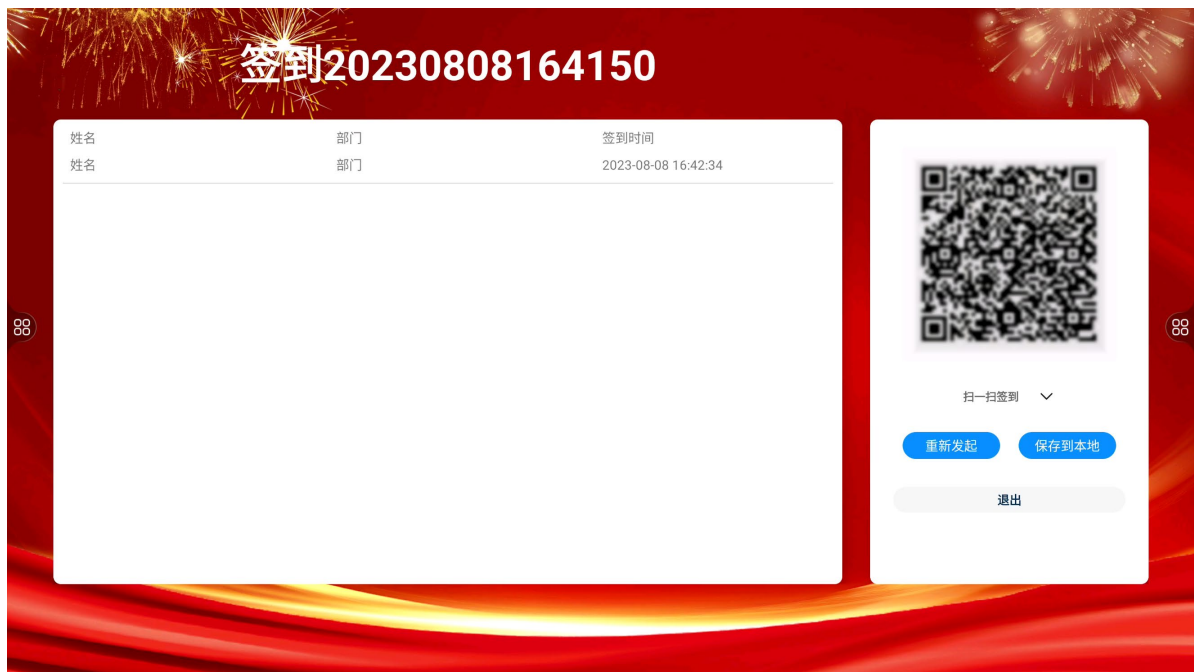 签到20230808164150
姓名 部门 签到时间
姓名 部门 2023-08-08 16:42:34
扫一扫签到
重新发起 保存到本地
退出